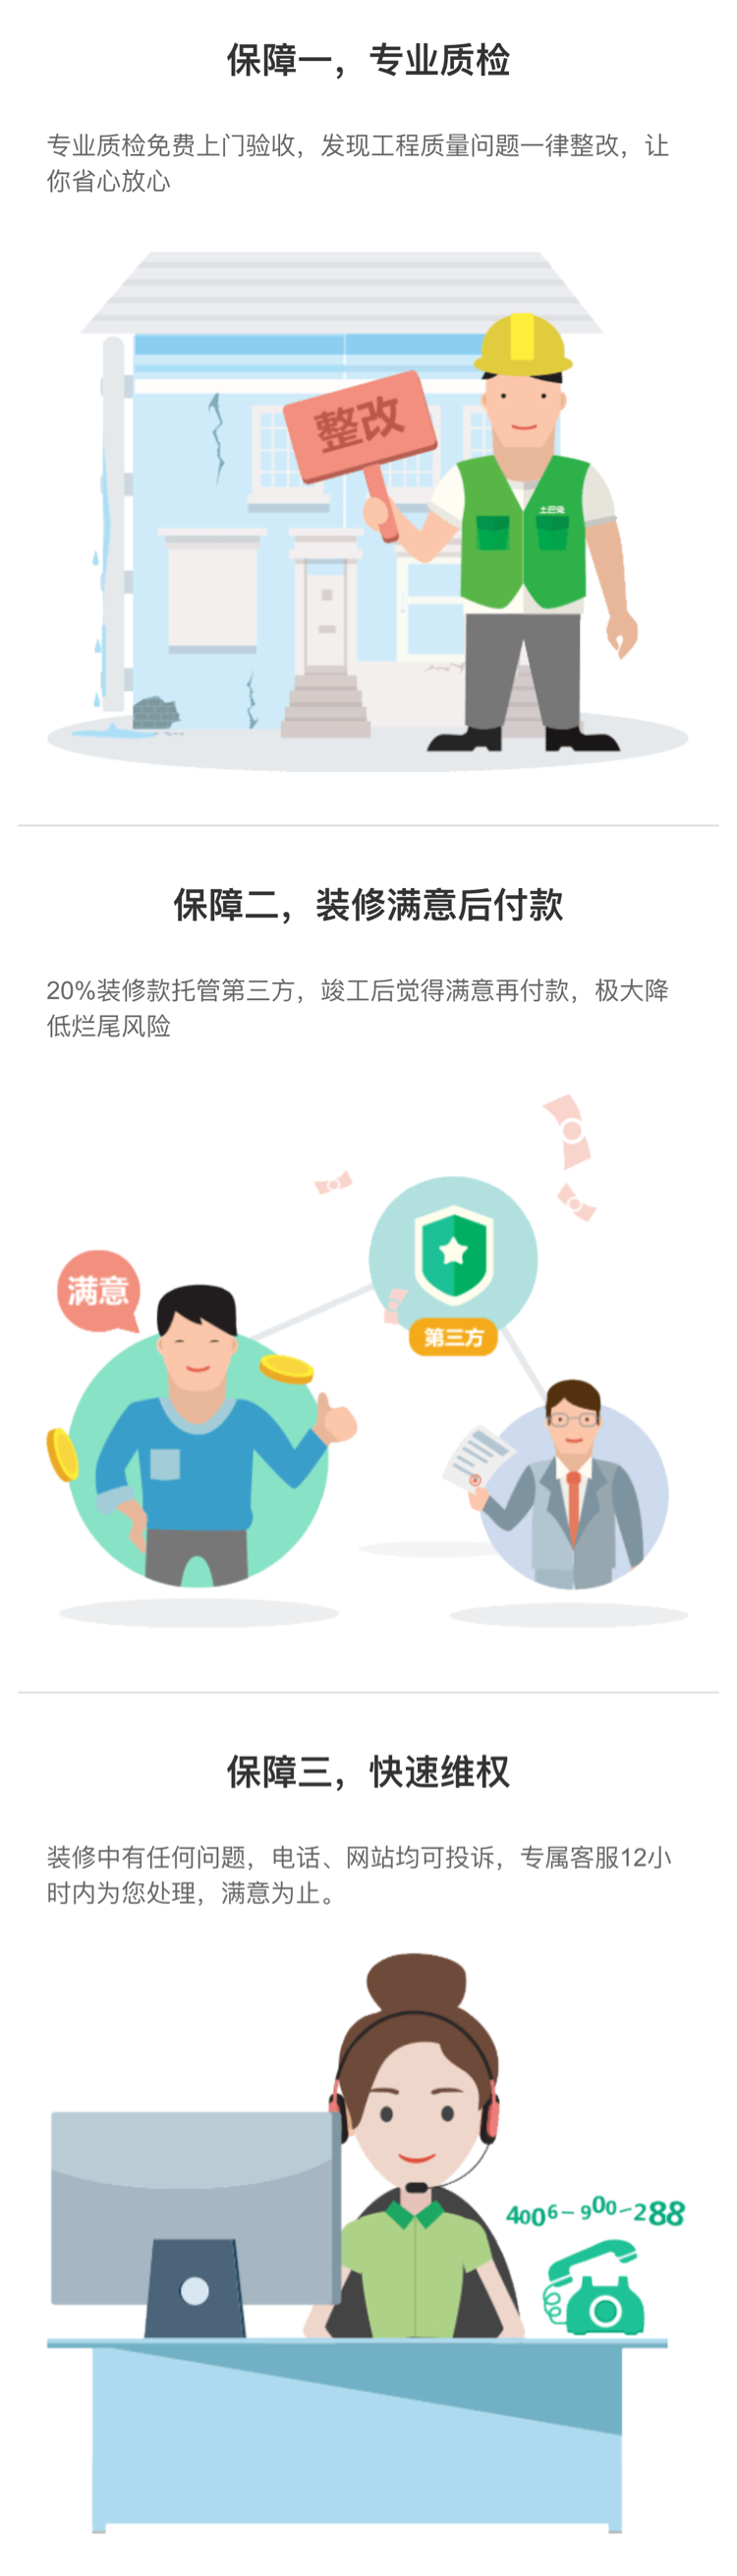 保障一，专业质检
专业质检免费上门验收，发现工程质量问题一律整改，让
你省心放心
整改
土巴兔
保障二，装修满意后付款
20%装修款托管第三方，竣工后觉得满意再付款，极大降
低烂尾风险
满意
第三方
保障三，快速维权
装修中有任何问题，电话、网站均可投诉，专属客服12小
时内为您处理，满意为止。
4006-900-288